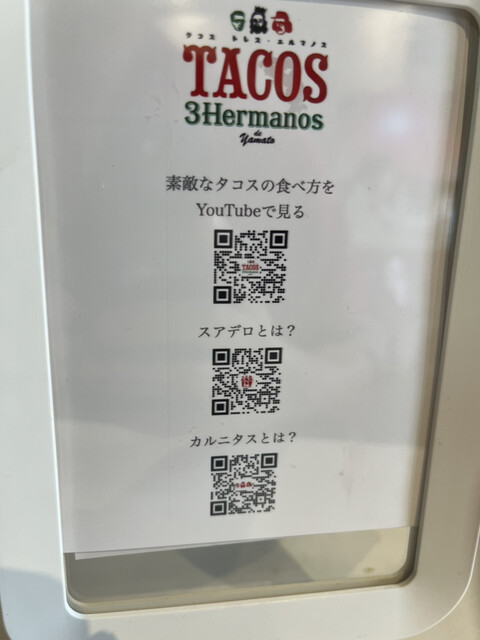 タコス トレス・エルマノス
TACOS
3Hermanos
de
Yamato
素敵なタコスの食べ方を
YouTubeで見る
TACOS
スアデロとは?
カルニタスとは?